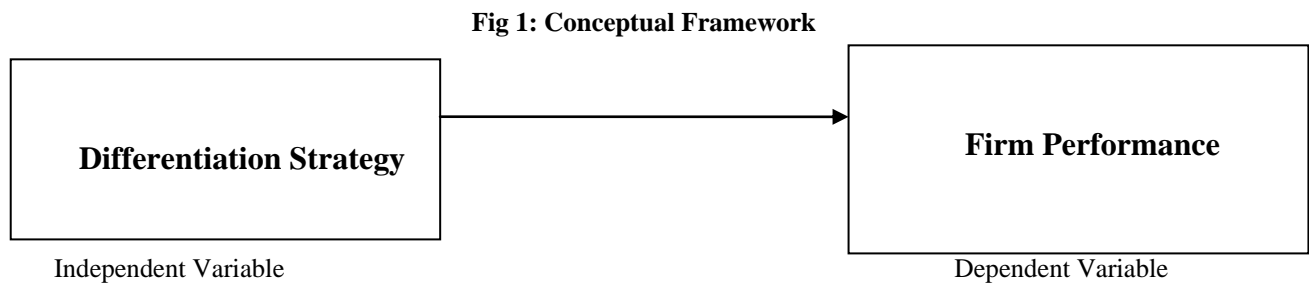 Fig 1: Conceptual Framework
Differentiation Strategy
Firm Performance
Independent Variable
Dependent Variable